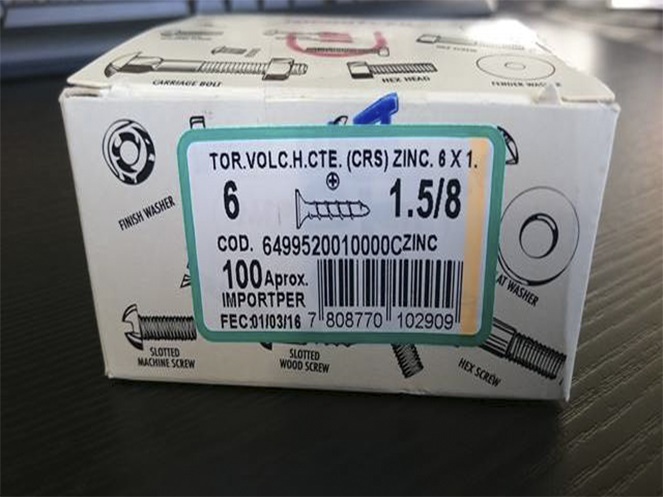 CARRIAGE BOLT
HEX HEAD
FENDER WASHER
TOR.VOLC.H.CTE. (CRS) ZINC. 6 X 1.
6 1.5/8
COD. 6499520010000CZINC
100 Aprox.
IMPORTPER
FEC:01/03/16
7 808770 102909
FINISH WASHER
AT WASHER
SLOTTED
MACHINE SCREW
SLOTTED
WOOD SCREW
HEX SCREW